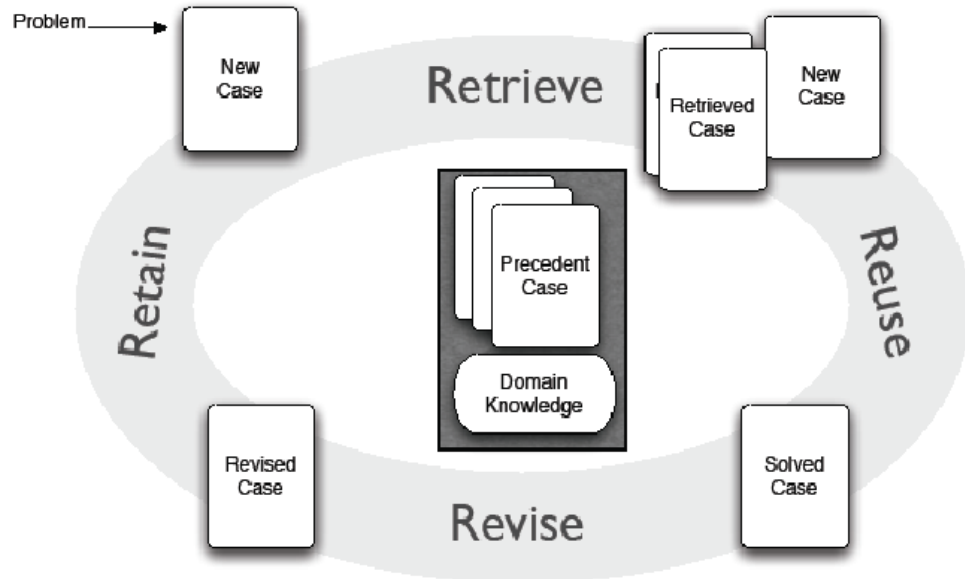 Problem
New
Case
Retrieve
Retrieved
Case
New
Case
Precedent
Case
Domain
Knowledge
Retain
Reuse
Revised
Case
Revise
Solved
Case